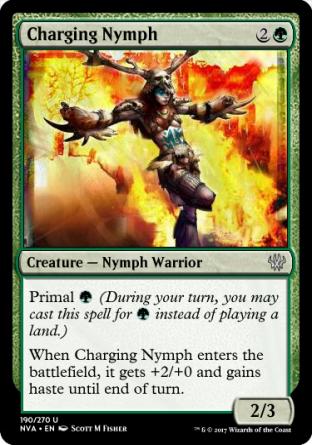 Charging Nymph 2
Creature — Nymph Warrior
Primal (During your turn, you may
cast this spell for instead of playing a
land.)
When Charging Nymph enters the
battlefield, it gets +2/+0 and gains
haste until end of turn.
2/3
190/270 U
NVA • EN Scott M Fisher
™ & © 2017 Wizards of the Coast